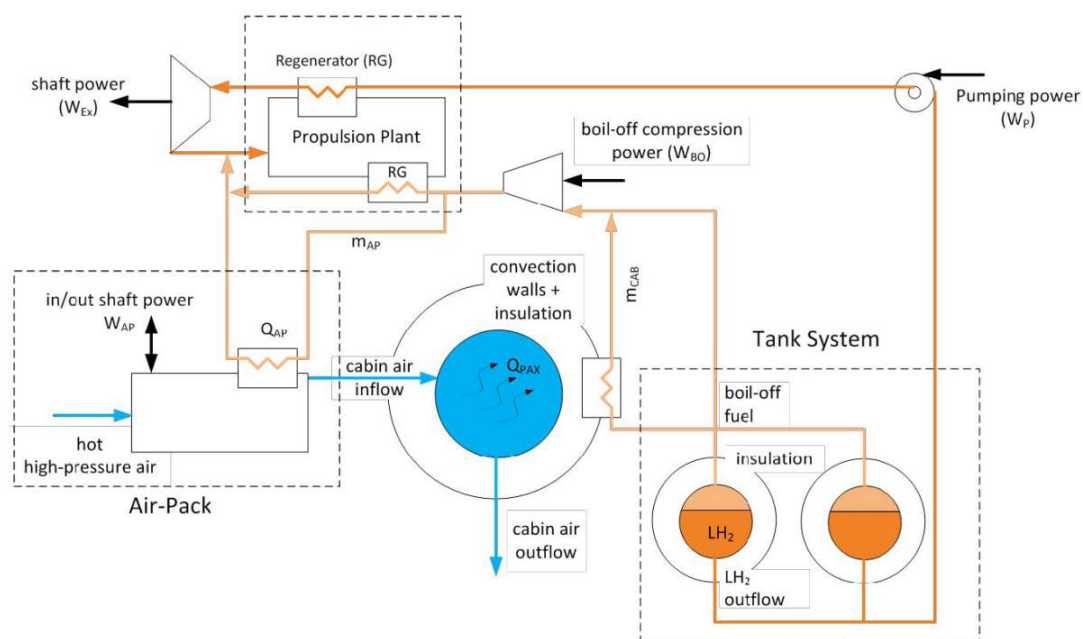 Regenerator (RG)
shaft power
(W_Ex)
Propulsion Plant
Pumping power
(W_P)
boil-off compression
power (W_BO)
RG
m_AP
in/out shaft power
W_AP
Q_AP
convection
walls +
insulation
m_CAB
Tank System
cabin air
inflow
Q_PAX
boil-off
fuel
hot
high-pressure air
insulation
Air-Pack
LH₂
cabin air
outflow
LH₂
outflow